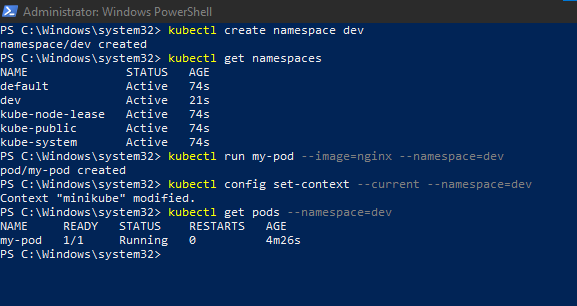 Administrator: Windows PowerShell
PS C:\Windows\system32> kubectl create namespace dev
namespace/dev created
PS C:\Windows\system32> kubectl get namespaces
NAME              STATUS   AGE
default           Active   74s
dev               Active   21s
kube-node-lease   Active   74s
kube-public       Active   74s
kube-system       Active   74s
PS C:\Windows\system32> kubectl run my-pod --image=nginx --namespace=dev
pod/my-pod created
PS C:\Windows\system32> kubectl config set-context --current --namespace=dev
Context "minikube" modified.
PS C:\Windows\system32> kubectl get pods --namespace=dev
NAME     READY   STATUS    RESTARTS   AGE
my-pod   1/1     Running   0          4m26s
PS C:\Windows\system32>